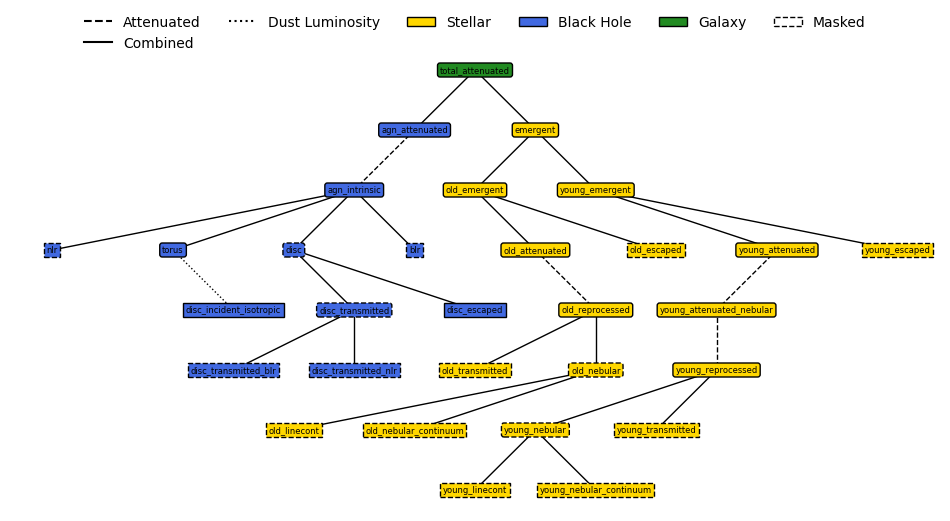 Attenuated Dust Luminosity Stellar Black Hole Galaxy Masked
Combined
total_attenuated
agn_attenuated emergent
agn_intrinsic old_emergent young_emergent
nlr torus disc blr old_attenuated old_escaped young_attenuated young_escaped
disc_incident_isotropic disc_transmitted disc_escaped old_reprocessed young_attenuated_nebular
disc_transmitted_blr disc_transmitted_nlr old_transmitted old_nebular young_reprocessed
old_linecont old_nebular_continuum young_nebular young_transmitted
young_linecont young_nebular_continuum